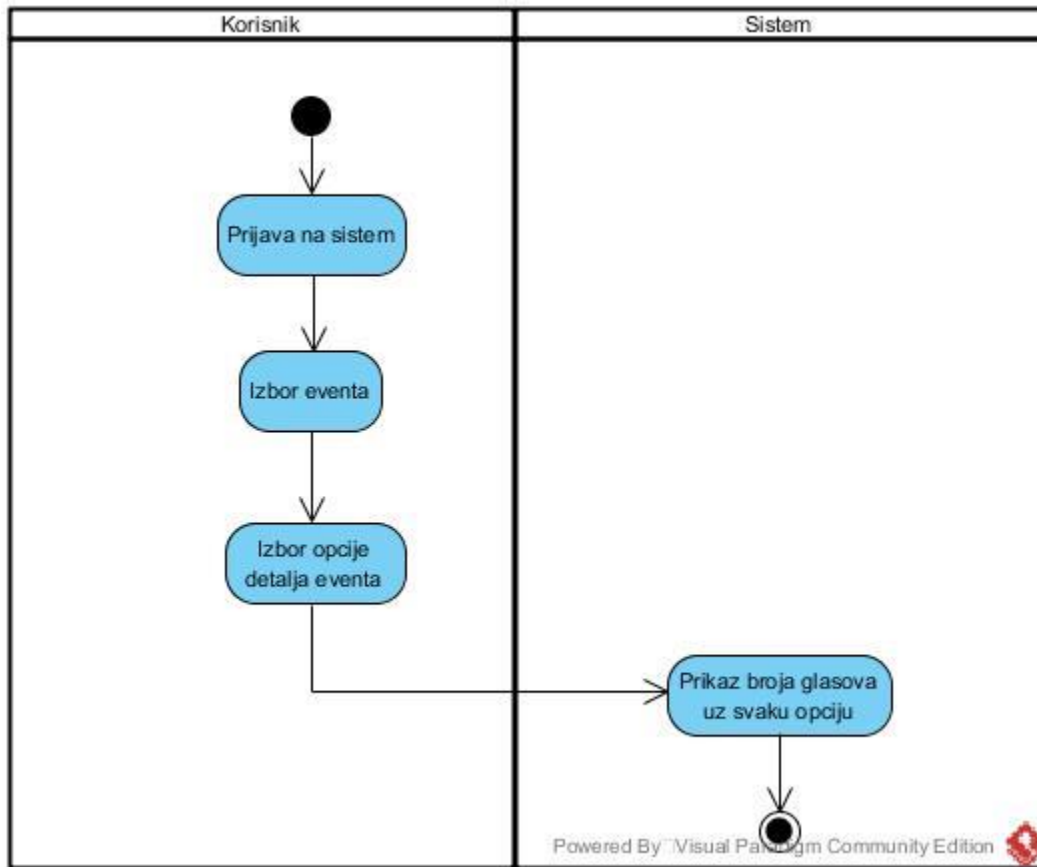 Korisnik
Sistem
Prijava na sistem
Izbor eventa
Izbor opcije
detalja eventa
Prikaz broja glasova
uz svaku opciju
Powered By Visual Paradigm Community Edition